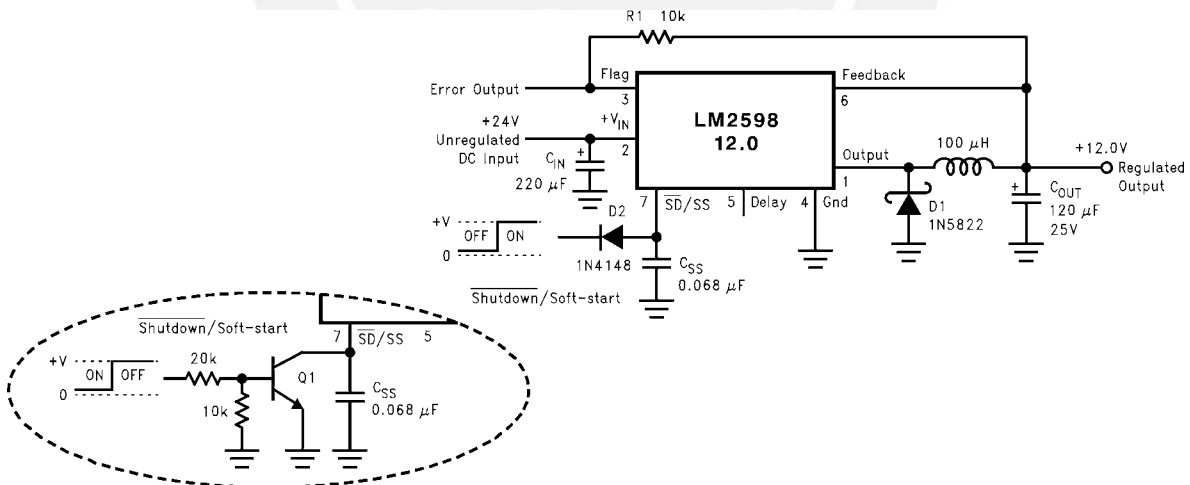 R1 10k
Flag
Feedback
Error Output
3
6
LM2598
12.0
+24V
Unregulated
DC Input
+VIN
2
CIN
+
220 µF
Output
1
100 µH
+12.0V
Regulated
Output
+
COUT
120 µF
25V
D1
1N5822
7
SD/SS
5
Delay
4
Gnd
D2
1N4148
+V
OFF
ON
0
CSS
0.068 µF
Shutdown/Soft-start
Shutdown/Soft-start
7
SD/SS
5
+V
ON
OFF
0
20k
10k
Q1
CSS
0.068 µF